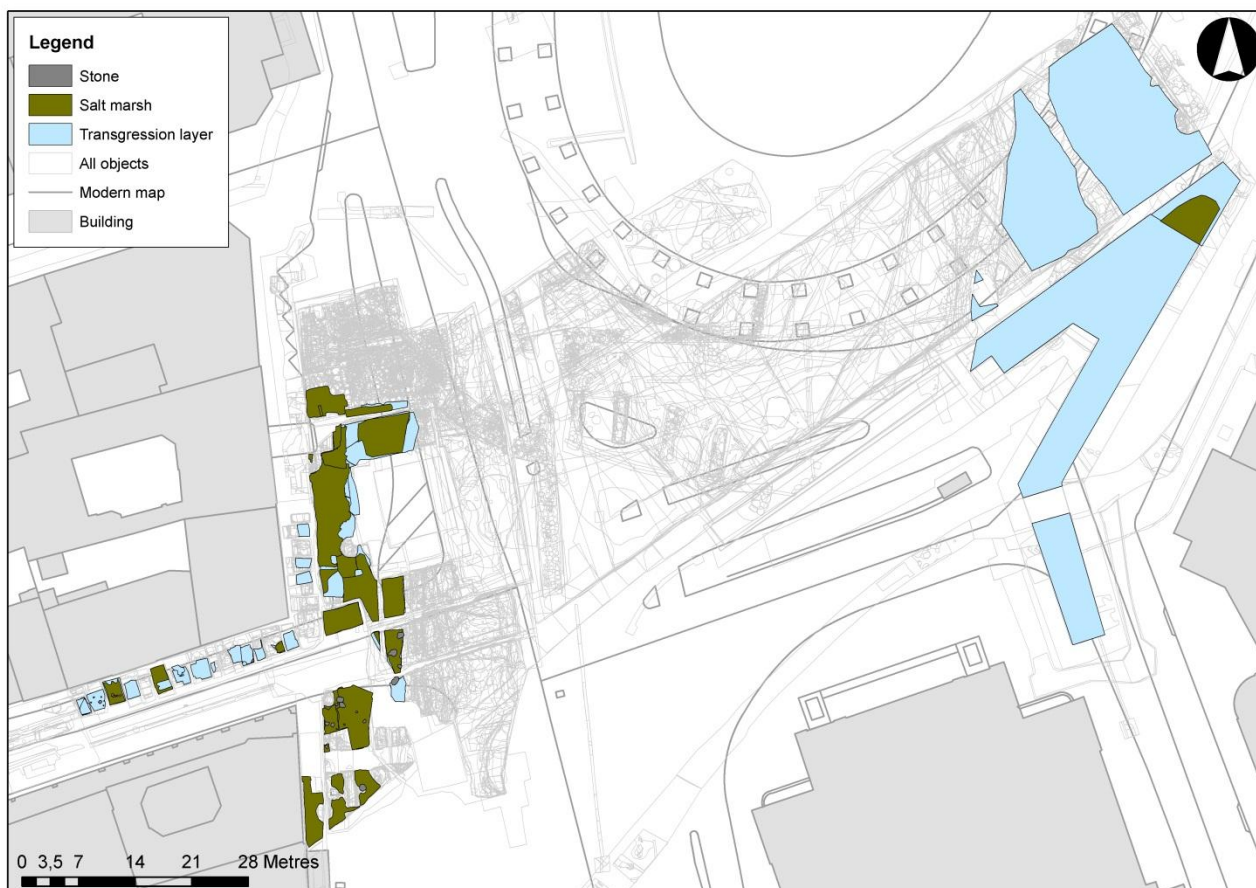 Legend
Stone
Salt marsh
Transgression layer
All objects
Modern map
Building
0 3,5 7 14 21 28 Metres